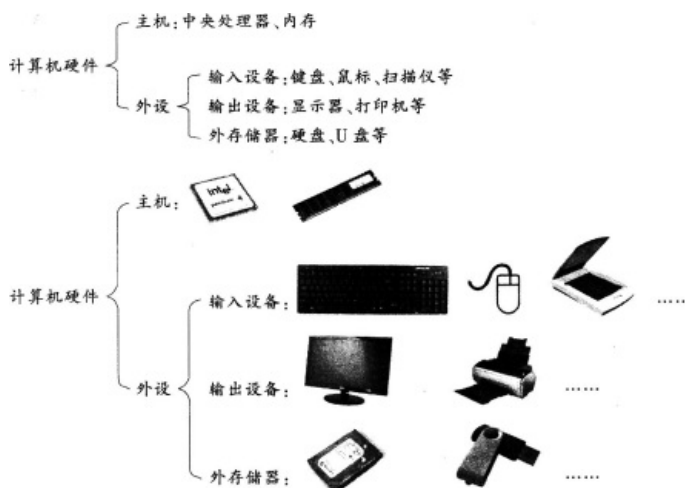 主机：中央处理器、内存
计算机硬件
输入设备：键盘、鼠标、扫描仪等
外设
输出设备：显示器、打印机等
外存储器：硬盘、U盘等
主机：
intel
pentium 4
计算机硬件
输入设备：
……
外设
输出设备：
……
外存储器：
……